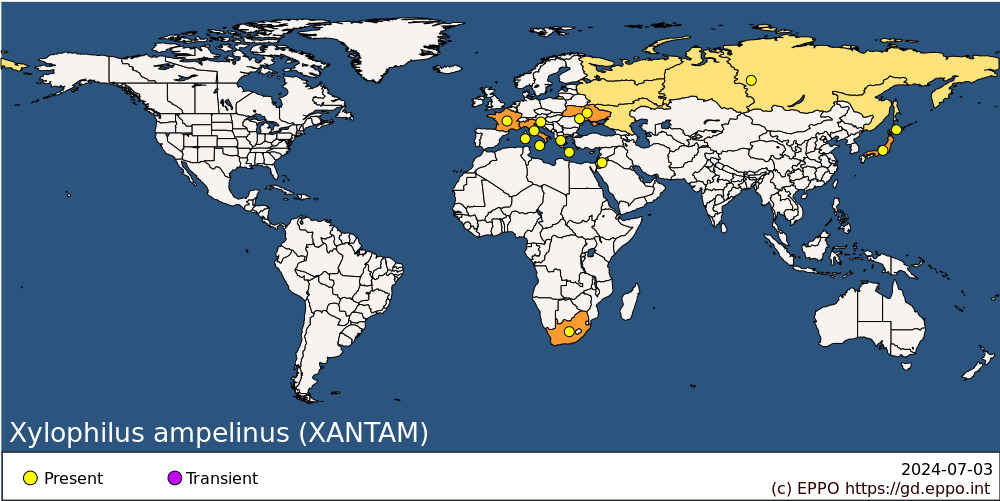 Xylophilus ampelinus (XANTAM)
Present
Transient
2024-07-03
(c) EPPO https://gd.eppo.int